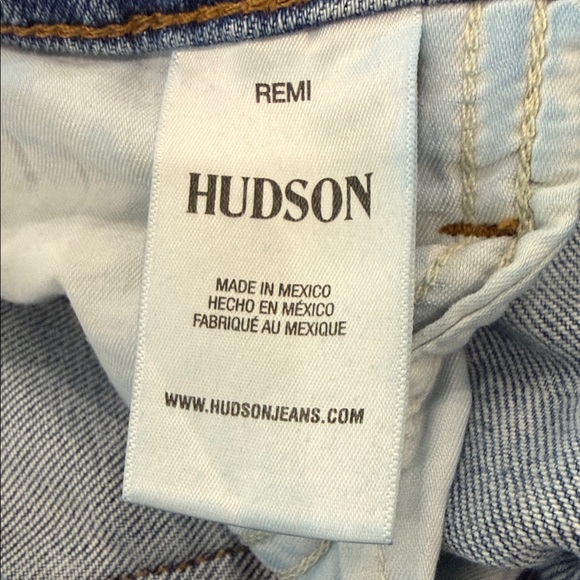 REMI
HUDSON
MADE IN MEXICO
HECHO EN MÉXICO
FABRIQUÉ AU MEXIQUE
WWW.HUDSONJEANS.COM